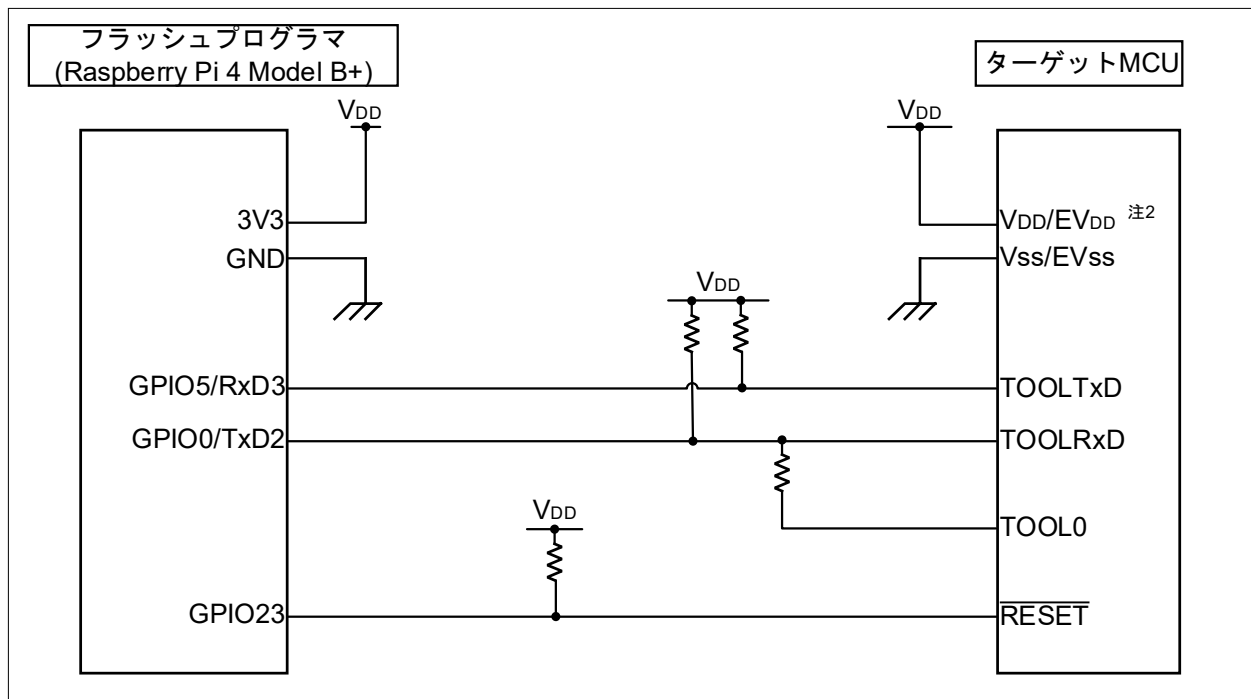 フラッシュプログラマ
(Raspberry Pi 4 Model B+)
ターゲットMCU
VDD
VDD
3V3
VDD/EVDD 注2
GND
Vss/EVss
VDD
GPIO5/RxD3
TOOLTxD
GPIO0/TxD2
TOOLRxD
VDD
TOOL0
GPIO23
RESET